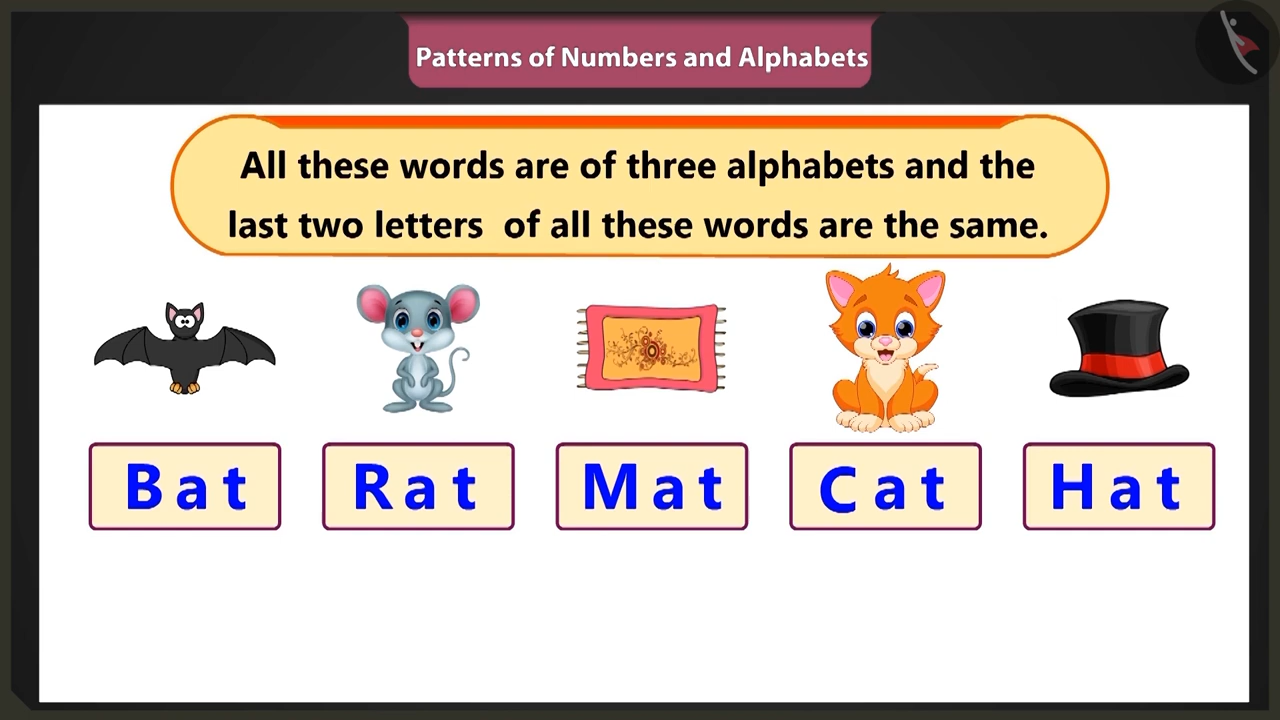 Patterns of Numbers and Alphabets
All these words are of three alphabets and the
last two letters  of all these words are the same.
Bat Rat Mat Cat Hat